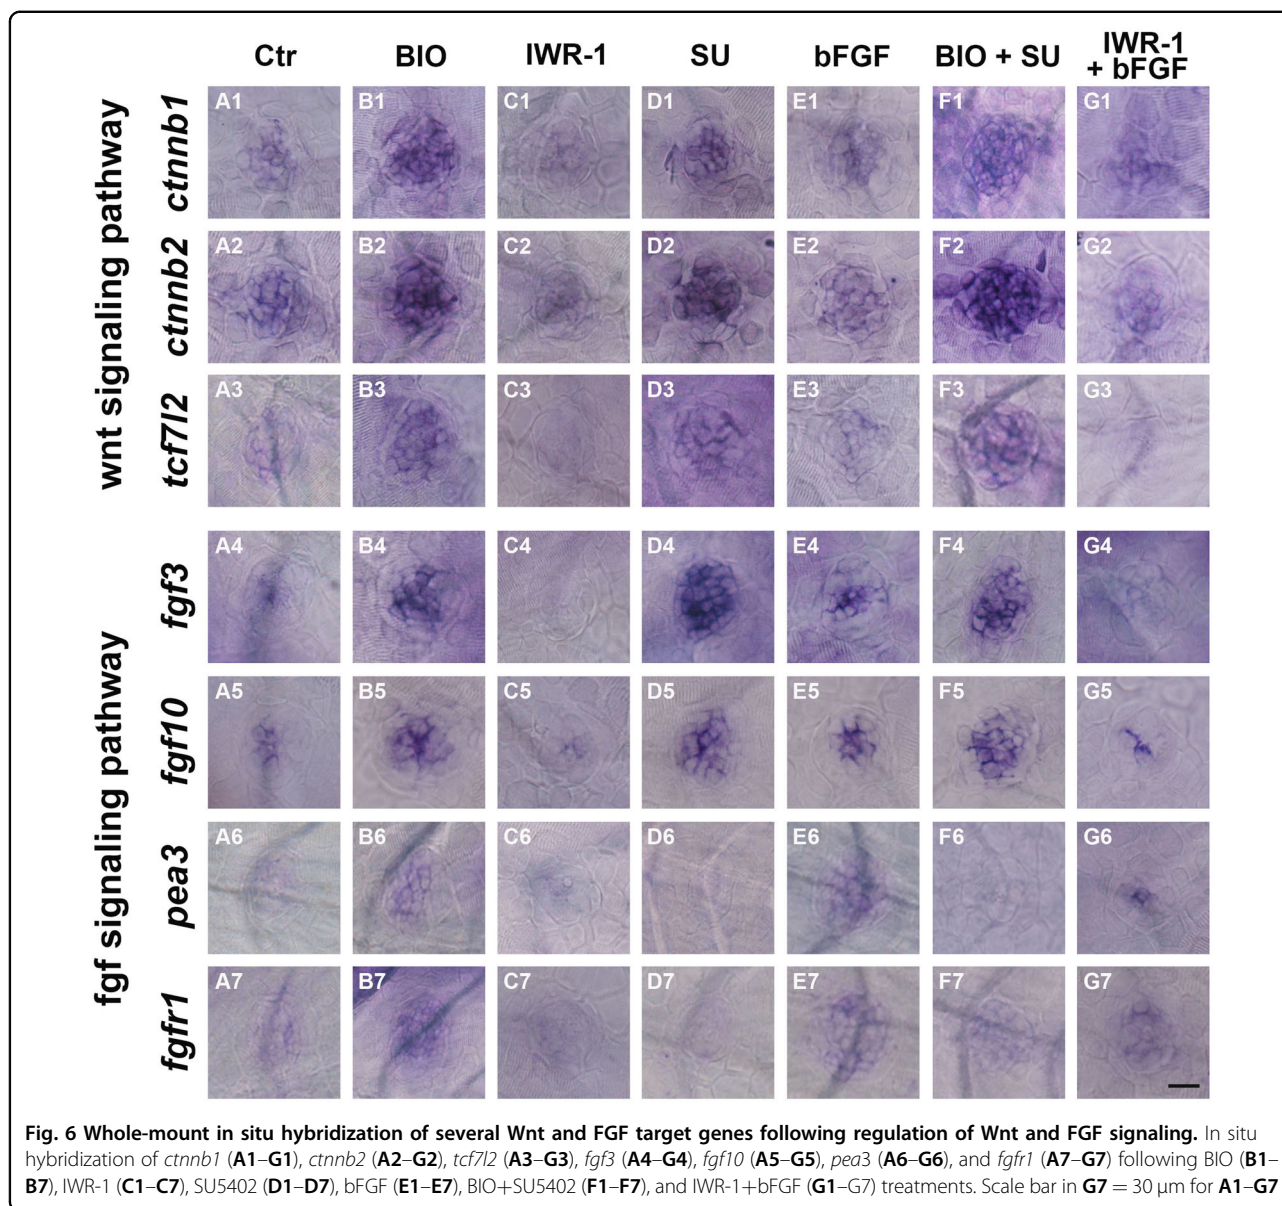 Ctr BIO IWR-1 SU bFGF BIO + SU IWR-1 + bFGF
wnt signaling pathway
ctnnb1
A1 B1 C1 D1 E1 F1 G1
ctnnb2
A2 B2 C2 D2 E2 F2 G2
tcf7l2
A3 B3 C3 D3 E3 F3 G3
fgf signaling pathway
fgf3
A4 B4 C4 D4 E4 F4 G4
fgf10
A5 B5 C5 D5 E5 F5 G5
pea3
A6 B6 C6 D6 E6 F6 G6
fgfr1
A7 B7 C7 D7 E7 F7 G7
Fig. 6 Whole-mount in situ hybridization of several Wnt and FGF target genes following regulation of Wnt and FGF signaling. In situ
hybridization of ctnnb1 (A1–G1), ctnnb2 (A2–G2), tcf7l2 (A3–G3), fgf3 (A4–G4), fgf10 (A5–G5), pea3 (A6–G6), and fgfr1 (A7–G7) following BIO (B1–
B7), IWR-1 (C1–C7), SU5402 (D1–D7), bFGF (E1–E7), BIO+SU5402 (F1–F7), and IWR-1+bFGF (G1–G7) treatments. Scale bar in G7 = 30 μm for A1–G7